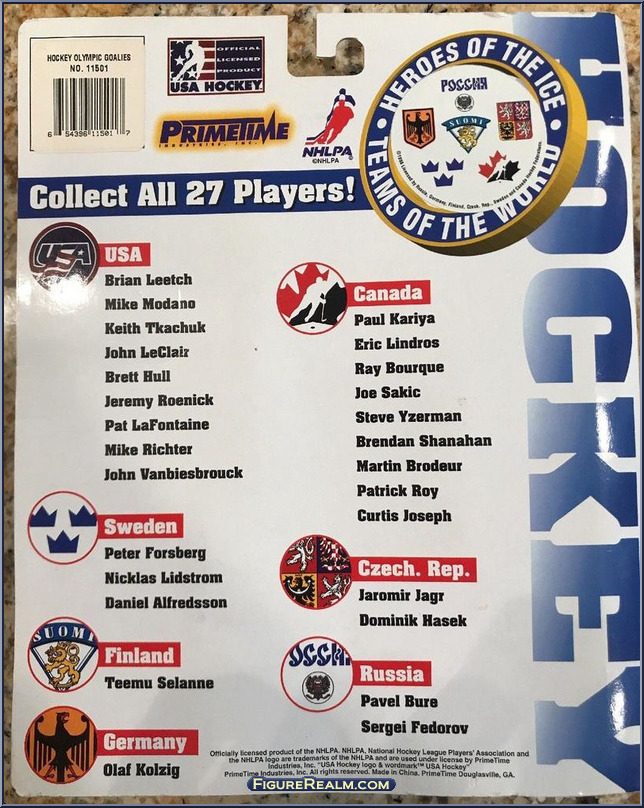 HOCKEY OLYMPIC GOALIES
NO. 11501
6 54396 11501 7
OFFICIAL
LICENSED
PRODUCT
USA HOCKEY
PRIMETIME
INDUSTRIES, INC.
NHLPA
©NHLPA
HEROES OF THE ICE
TEAMS OF THE WORLD
РОССИЯ
SUOMI
HOCKEY
Collect All 27 Players!
USA
USA
Brian Leetch
Mike Modano
Keith Tkachuk
John LeClair
Brett Hull
Jeremy Roenick
Pat LaFontaine
Mike Richter
John Vanbiesbrouck
Sweden
Peter Forsberg
Nicklas Lidstrom
Daniel Alfredsson
SUOMI
Finland
Teemu Selanne
Germany
Olaf Kolzig
Canada
Paul Kariya
Eric Lindros
Ray Bourque
Joe Sakic
Steve Yzerman
Brendan Shanahan
Martin Brodeur
Patrick Roy
Curtis Joseph
Czech. Rep.
Jaromir Jagr
Dominik Hasek
Russia
Pavel Bure
Sergei Fedorov
Officially licensed product of the NHLPA. NHLPA, National Hockey League Players' Association and
the NHLPA logo are trademarks of the NHLPA and are used under license by PrimeTime
Industries, Inc. "USA Hockey logo & wordmark™ USA Hockey"
PrimeTime Industries, Inc. All rights reserved. Made in China. PrimeTime Douglasville, GA.
FIGUREREALM.COM